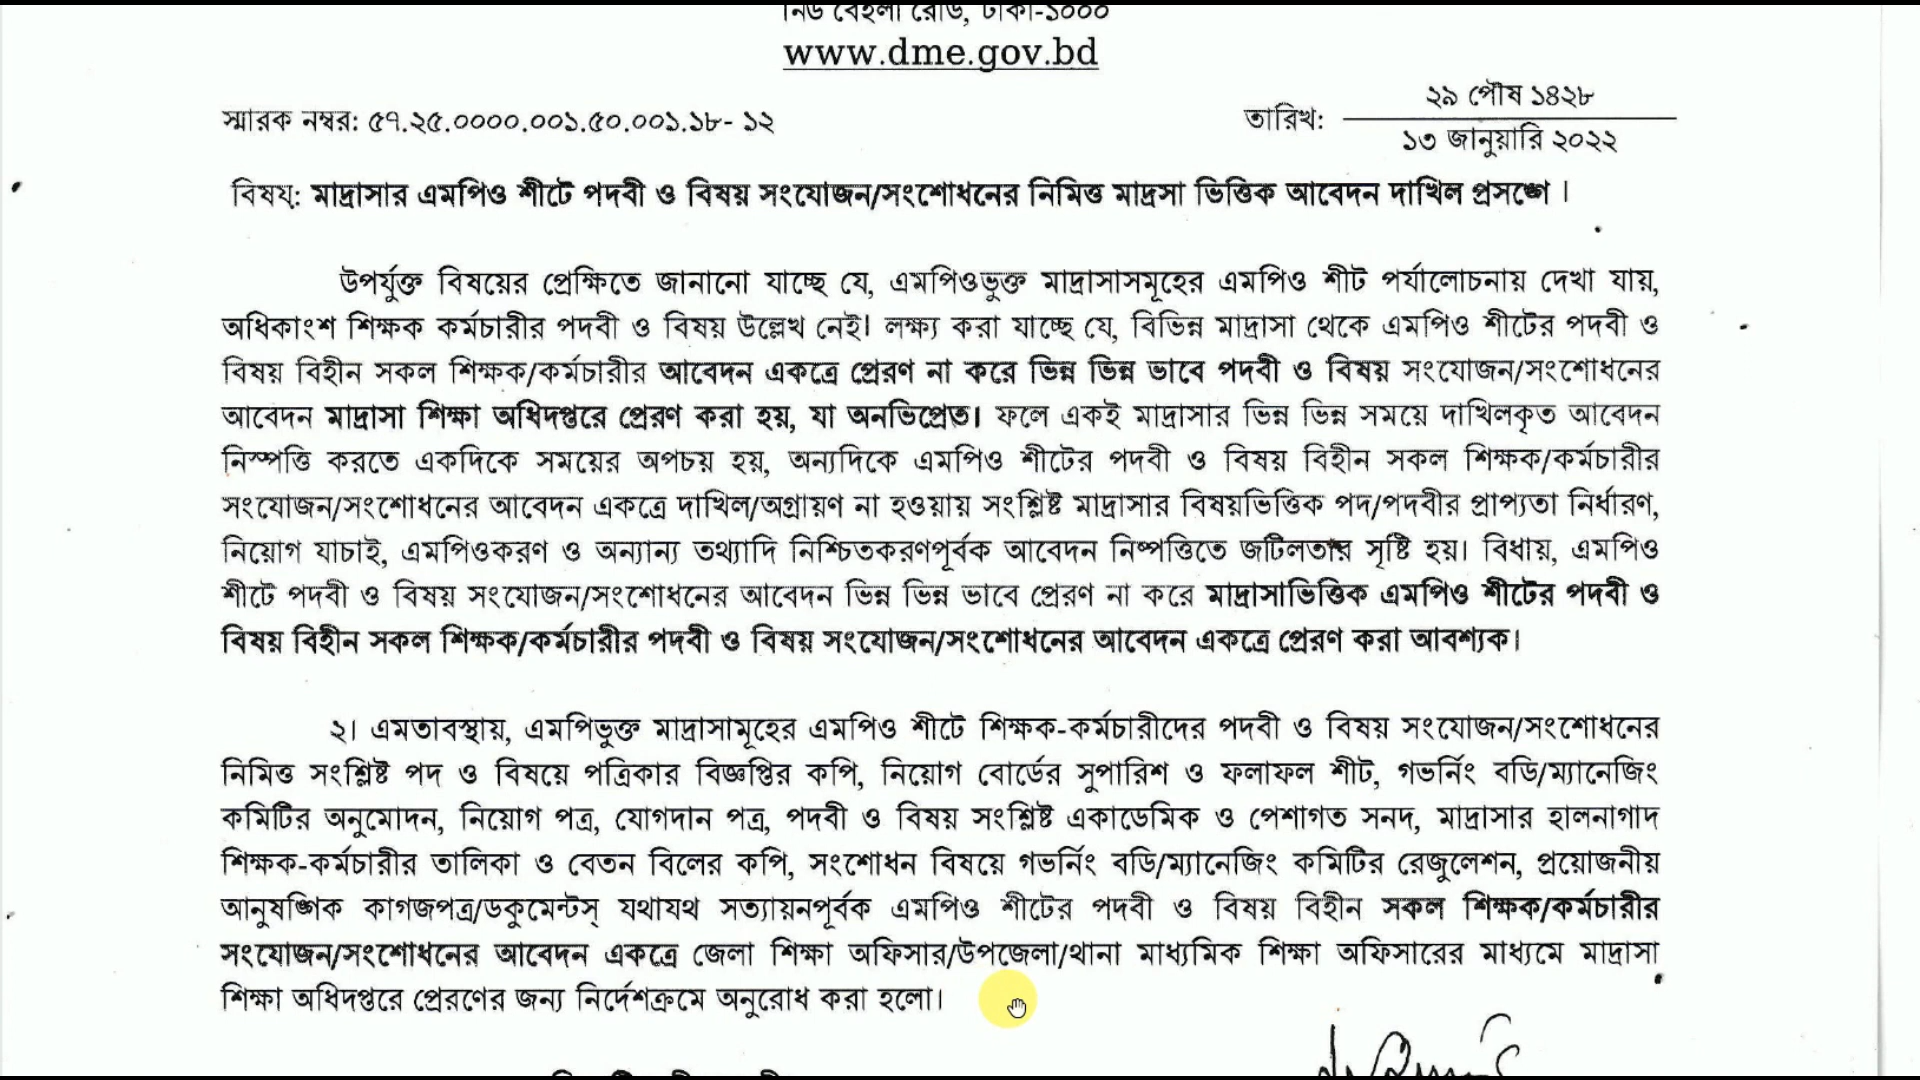 নিউ বেইলী রোড, ঢাকা-১০০০
www.dme.gov.bd
স্মারক নম্বর: ৫৭.২৫.০০০০.০০১.৫০.০০১.১৮- ১২
তারিখ:
২৯ পৌষ ১৪২৮
১৩ জানুয়ারি ২০২২
বিষয়: মাদ্রাসার এমপিও শীটে পদবী ও বিষয় সংযোজন/সংশোধনের নিমিত্ত মাদ্রসা ভিত্তিক আবেদন দাখিল প্রসঙ্গে।
উপর্যুক্ত বিষয়ের প্রেক্ষিতে জানানো যাচ্ছে যে, এমপিওভুক্ত মাদ্রাসাসমূহের এমপিও শীট পর্যালোচনায় দেখা যায়,
অধিকাংশ শিক্ষক কর্মচারীর পদবী ও বিষয় উল্লেখ নেই। লক্ষ্য করা যাচ্ছে যে, বিভিন্ন মাদ্রাসা থেকে এমপিও শীটের পদবী ও
বিষয় বিহীন সকল শিক্ষক/কর্মচারীর আবেদন একত্রে প্রেরণ না করে ভিন্ন ভিন্ন ভাবে পদবী ও বিষয় সংযোজন/সংশোধনের
আবেদন মাদ্রাসা শিক্ষা অধিদপ্তরে প্রেরণ করা হয়, যা অনভিপ্রেত। ফলে একই মাদ্রাসার ভিন্ন ভিন্ন সময়ে দাখিলকৃত আবেদন
নিস্পত্তি করতে একদিকে সময়ের অপচয় হয়, অন্যদিকে এমপিও শীটের পদবী ও বিষয় বিহীন সকল শিক্ষক/কর্মচারীর
সংযোজন/সংশোধনের আবেদন একত্রে দাখিল/অগ্রায়ণ না হওয়ায় সংশ্লিষ্ট মাদ্রাসার বিষয়ভিত্তিক পদ/পদবীর প্রাপ্যতা নির্ধারণ,
নিয়োগ যাচাই, এমপিওকরণ ও অন্যান্য তথ্যাদি নিশ্চিতকরণপূর্বক আবেদন নিষ্পত্তিতে জটিলতার সৃষ্টি হয়। বিধায়, এমপিও
শীটে পদবী ও বিষয় সংযোজন/সংশোধনের আবেদন ভিন্ন ভিন্ন ভাবে প্রেরণ না করে মাদ্রাসাভিত্তিক এমপিও শীটের পদবী ও
বিষয় বিহীন সকল শিক্ষক/কর্মচারীর পদবী ও বিষয় সংযোজন/সংশোধনের আবেদন একত্রে প্রেরণ করা আবশ্যক।
২। এমতাবস্থায়, এমপিভুক্ত মাদ্রাসামূহের এমপিও শীটে শিক্ষক-কর্মচারীদের পদবী ও বিষয় সংযোজন/সংশোধনের
নিমিত্ত সংশ্লিষ্ট পদ ও বিষয়ে পত্রিকার বিজ্ঞপ্তির কপি, নিয়োগ বোর্ডের সুপারিশ ও ফলাফল শীট, গভর্নিং বডি/ম্যানেজিং
কমিটির অনুমোদন, নিয়োগ পত্র, যোগদান পত্র, পদবী ও বিষয় সংশ্লিষ্ট একাডেমিক ও পেশাগত সনদ, মাদ্রাসার হালনাগাদ
শিক্ষক-কর্মচারীর তালিকা ও বেতন বিলের কপি, সংশোধন বিষয়ে গভর্নিং বডি/ম্যানেজিং কমিটির রেজুলেশন, প্রয়োজনীয়
আনুষঙ্গিক কাগজপত্র/ডকুমেন্টস্ যথাযথ সত্যায়নপূর্বক এমপিও শীটের পদবী ও বিষয় বিহীন সকল শিক্ষক/কর্মচারীর
সংযোজন/সংশোধনের আবেদন একত্রে জেলা শিক্ষা অফিসার/উপজেলা/থানা মাধ্যমিক শিক্ষা অফিসারের মাধ্যমে মাদ্রাসা
শিক্ষা অধিদপ্তরে প্রেরণের জন্য নির্দেশক্রমে অনুরোধ করা হলো।